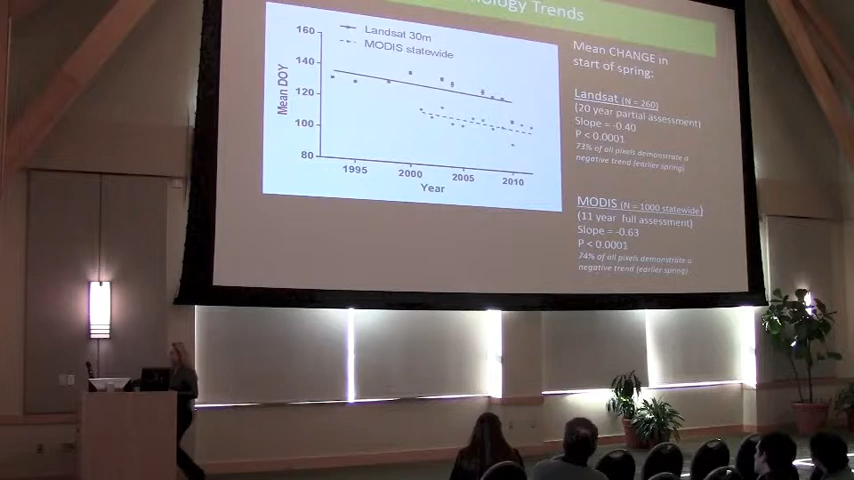 Trends
Landsat 30m
MODIS statewide
160
140
120
100
80
Mean DOY
1995
2000
2005
2010
Year
Mean CHANGE in
start of spring:
Landsat (N = 260)
(20 year partial assessment)
Slope = -0.40
P < 0.0001
73% of all pixels demonstrate a
negative trend (earlier spring)
MODIS (N = 1000 statewide)
(11 year full assessment)
Slope = -0.63
P < 0.0001
74% of all pixels demonstrate a
negative trend (earlier spring)